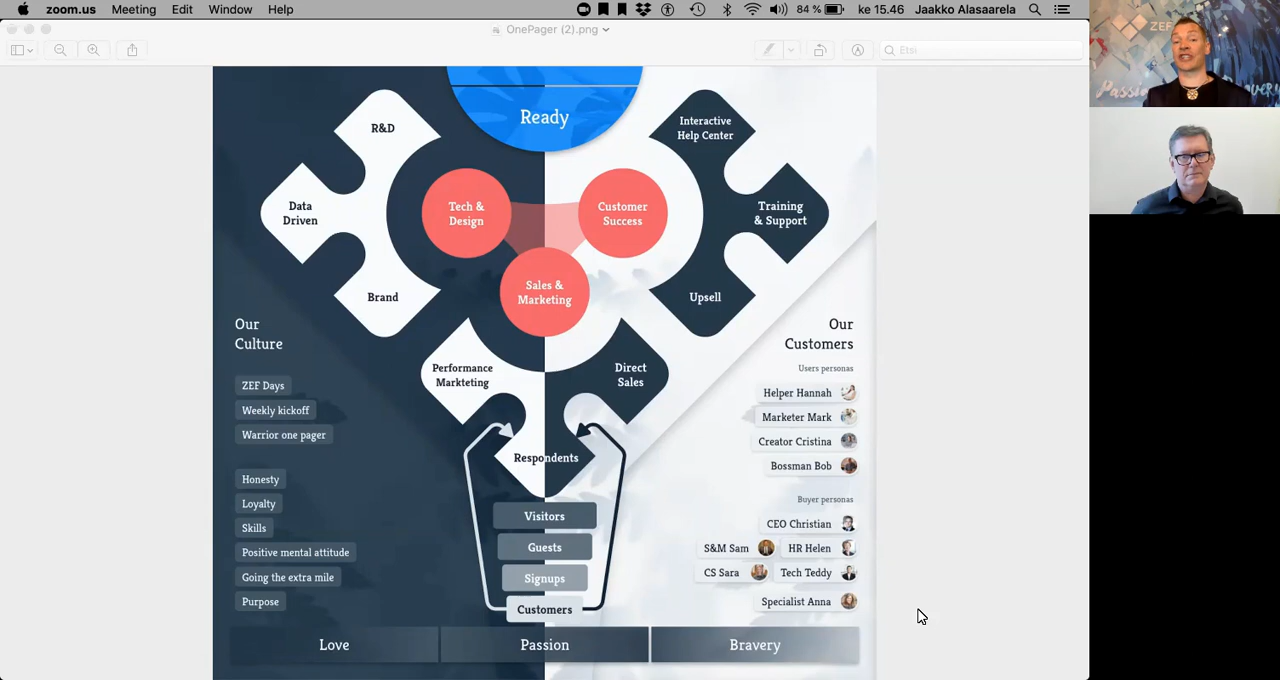 zoom.us Meeting Edit Window Help 84 % ke 15.46 Jaakko Alasaarela
OnePager (2).png
Etsi
ZEF
Ready
R&D
Interactive
Help Center
Data
Driven
Tech &
Design
Customer
Success
Training
& Support
Sales &
Marketing
Brand
Upsell
Our
Culture
Our
Customers
Performance
Markteting
Direct
Sales
Users personas
ZEF Days
Weekly kickoff
Warrior one pager
Helper Hannah
Marketer Mark
Creator Cristina
Bossman Bob
Respondents
Honesty
Loyalty
Skills
Positive mental attitude
Going the extra mile
Purpose
Visitors
Guests
Signups
Customers
Buyer personas
CEO Christian
S&M Sam HR Helen
CS Sara Tech Teddy
Specialist Anna
Love Passion Bravery